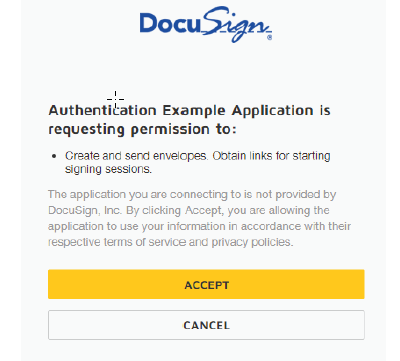 DocuSign®
Authentication Example Application is
requesting permission to:
• Create and send envelopes. Obtain links for starting
signing sessions.
The application you are connecting to is not provided by
DocuSign, Inc. By clicking Accept, you are allowing the
application to use your information in accordance with their
respective terms of service and privacy policies.
ACCEPT
CANCEL